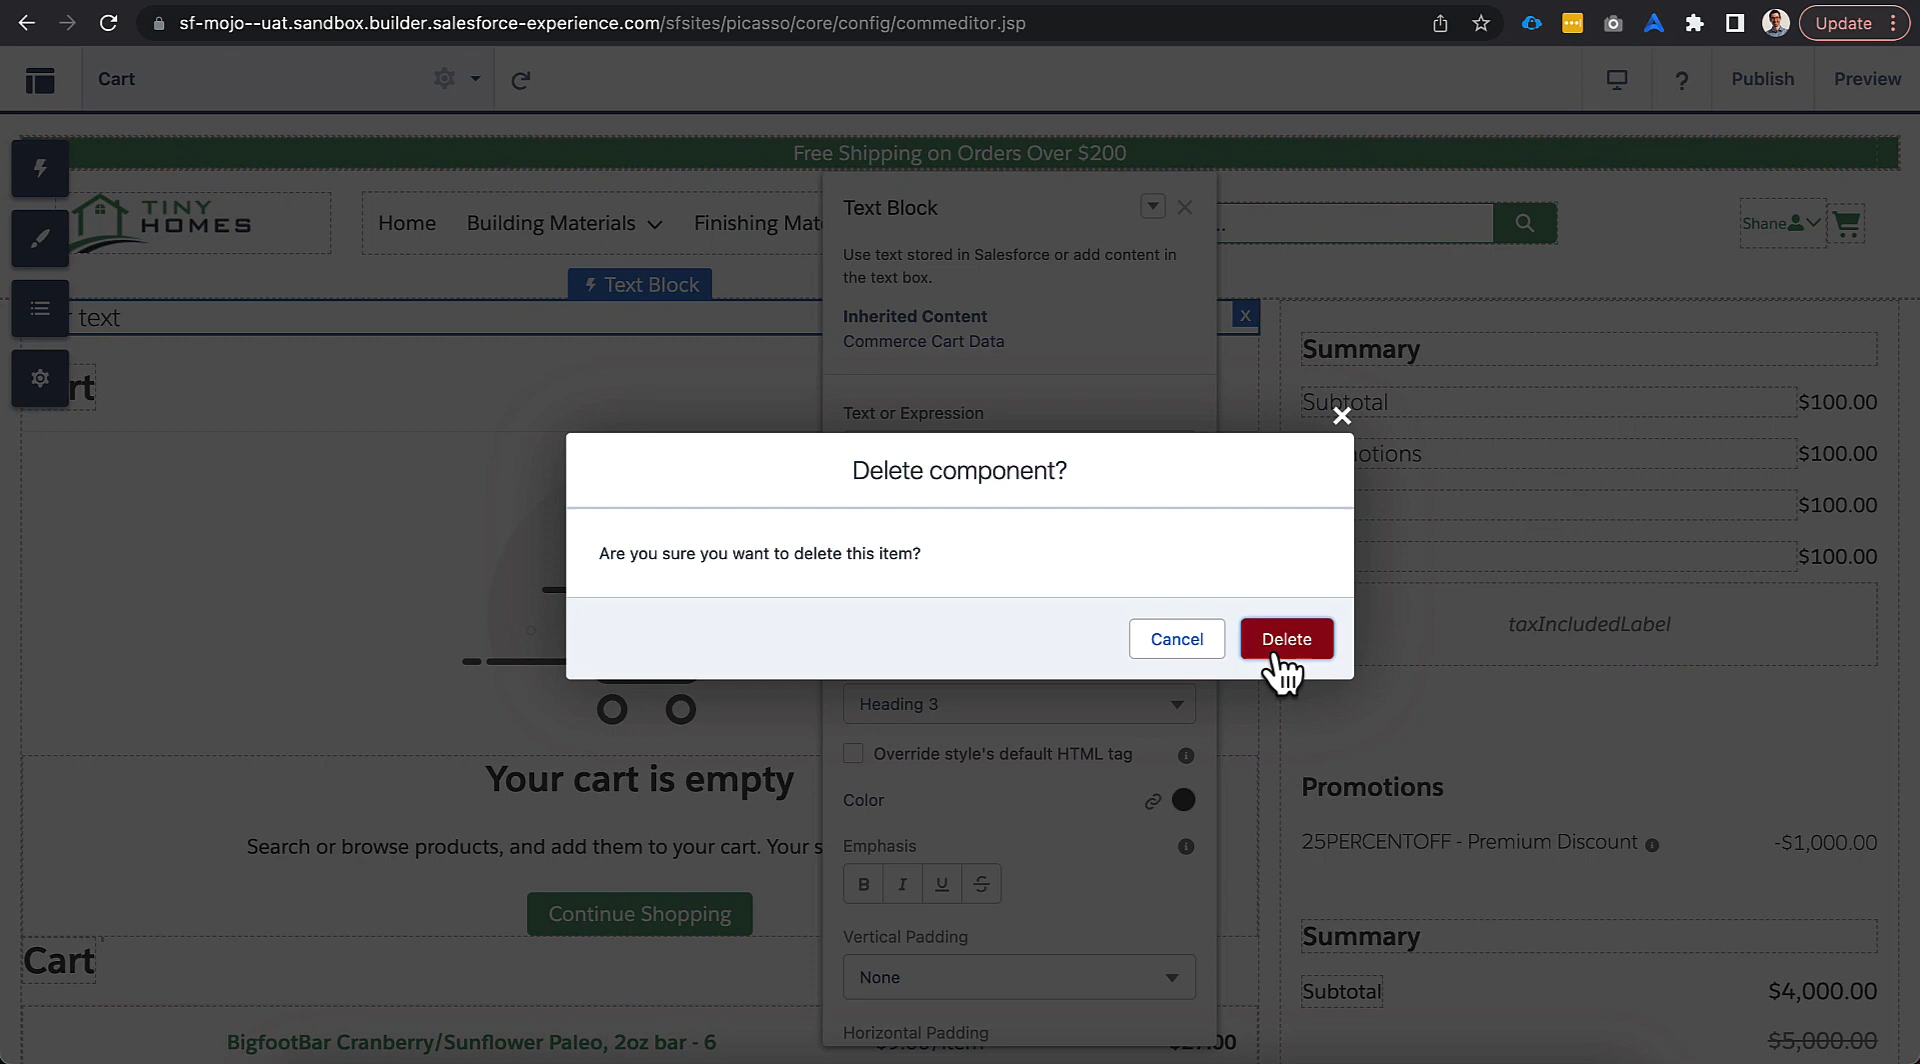 sf-mojo--uat.sandbox.builder.salesforce-experience.com/sfsites/picasso/core/config/commeditor.jsp
Update
Cart
?
Publish
Preview
Free Shipping on Orders Over $200
TINY
HOMES
Home
Building Materials
Finishing Mat
..
Shane
Text Block
Text Block
Use text stored in Salesforce or add content in
the text box.
Inherited Content
Commerce Cart Data
Text or Expression
text
x
rt
Summary
Subtotal
$100.00
otions
$100.00
$100.00
$100.00
taxIncludedLabel
Delete component?
Are you sure you want to delete this item?
Cancel
Delete
Heading 3
Override style's default HTML tag
Color
Emphasis
B I U S
Vertical Padding
None
Horizontal Padding
Your cart is empty
Search or browse products, and add them to your cart. Your s
Continue Shopping
Cart
BigfootBar Cranberry/Sunflower Paleo, 2oz bar - 6
Promotions
25PERCENTOFF - Premium Discount
-$1,000.00
Summary
Subtotal
$4,000.00
$5,000.00